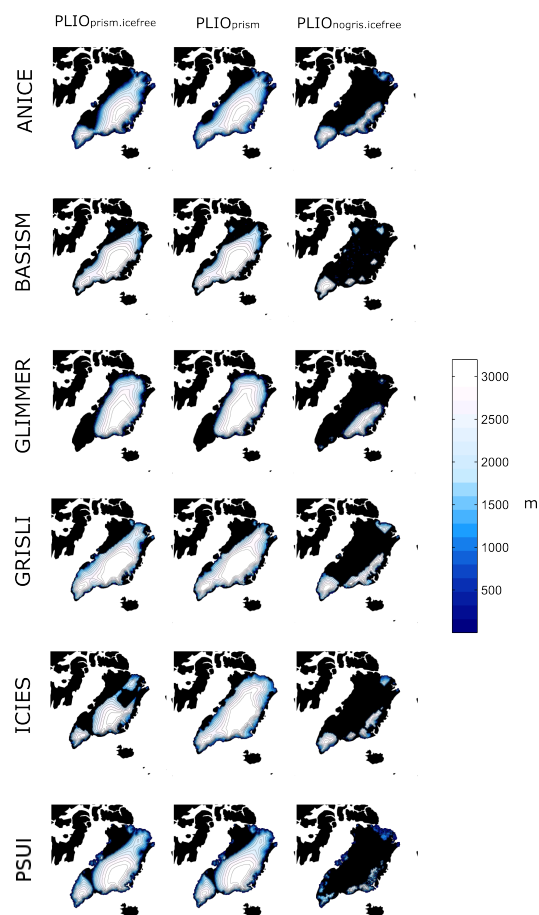 PLIOprism.icefree PLIOprism PLIOnogris.icefree
ANICE
BASISM
GLIMMER
3000
2500
2000
1500 m
1000
500
GRISLI
ICIES
PSUI